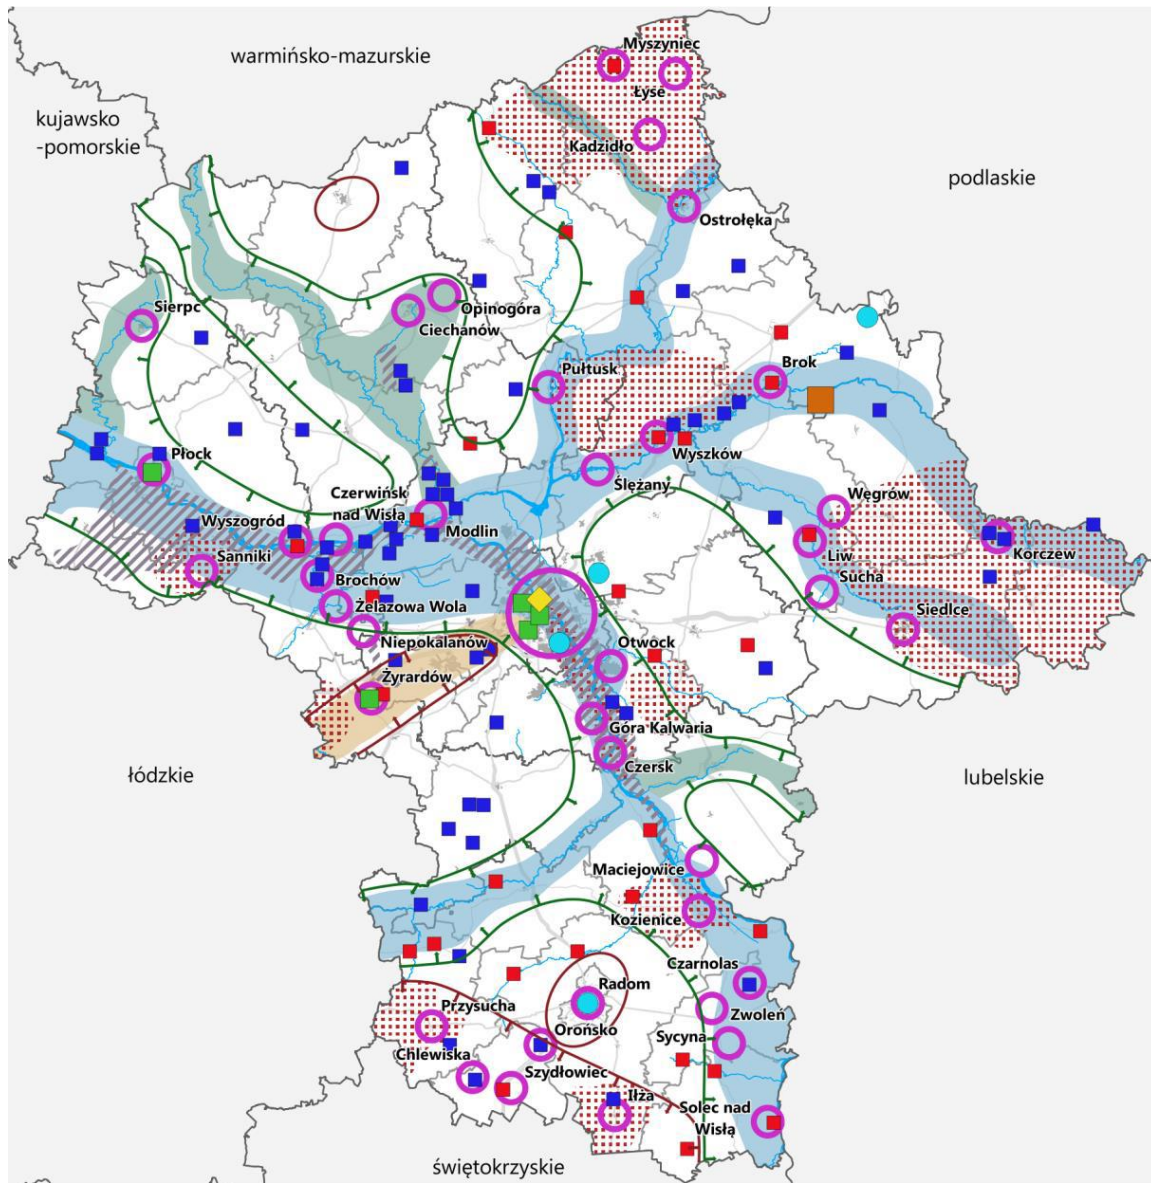 warmińsko-mazurskie
Myszyniec
Łyse
kujawsko
-pomorskie
Kadzidło
podlaskie
Ostrołęka
Sierpc
Opinogóra
Ciechanów
Pułtusk
Brok
Płock
Wyszków
Ślężany
Czerwińsk
nad Wisłą
Węgrów
Wyszogród
Modlin
Sanniki
Liw
Korczew
Brochów
Sucha
Żelazowa Wola
Siedlce
Niepokalanów
Otwock
Żyrardów
Góra Kalwaria
Czersk
łódzkie
lubelskie
Maciejowice
Kozienice
Czarnolas
Radom
Przysucha
Zwoleń
Orońsko
Sycyna
Chlewiska
Szydłowiec
Iłża
Solec nad
Wisłą
świętokrzyskie